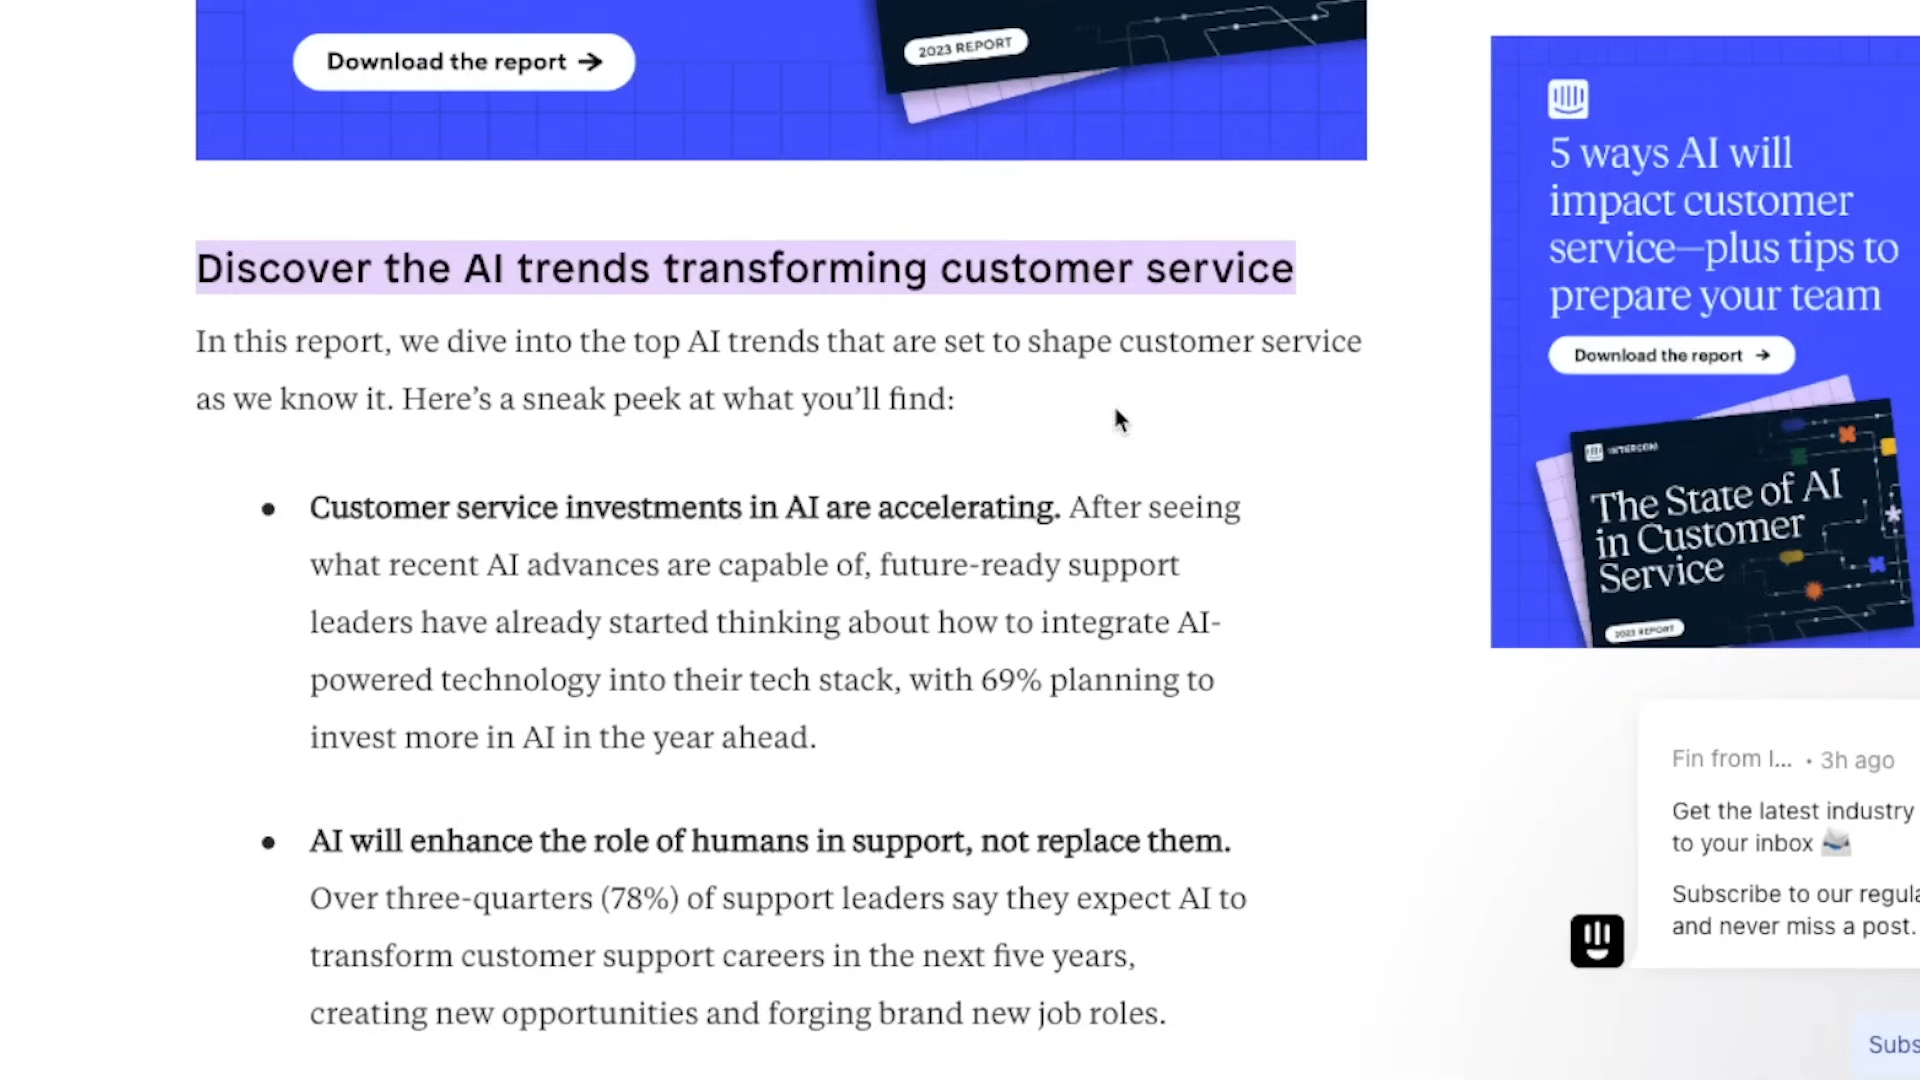 Download the report →
2023 REPORT
Discover the AI trends transforming customer service
In this report, we dive into the top AI trends that are set to shape customer service
as we know it. Here’s a sneak peek at what you’ll find:
• Customer service investments in AI are accelerating. After seeing
what recent AI advances are capable of, future-ready support
leaders have already started thinking about how to integrate AI-
powered technology into their tech stack, with 69% planning to
invest more in AI in the year ahead.
• AI will enhance the role of humans in support, not replace them.
Over three-quarters (78%) of support leaders say they expect AI to
transform customer support careers in the next five years,
creating new opportunities and forging brand new job roles.
5 ways AI will
impact customer
service—plus tips to
prepare your team
Download the report →
INTERCOM
The State of AI
in Customer
Service
2023 REPORT
Fin from I... • 3h ago
Get the latest industry
to your inbox
Subscribe to our regula
and never miss a post.
Subs